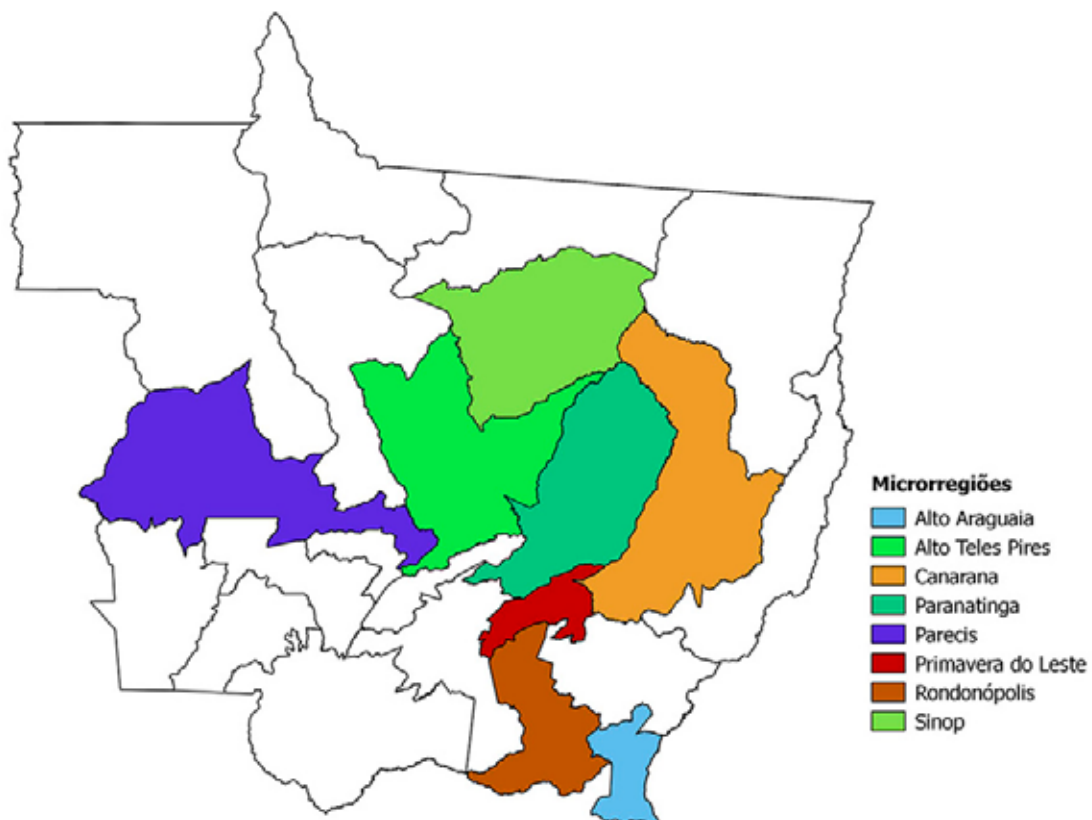 Microrregiões
Alto Araguaia
Alto Teles Pires
Canarana
Paranatinga
Parecis
Primavera do Leste
Rondonópolis
Sinop